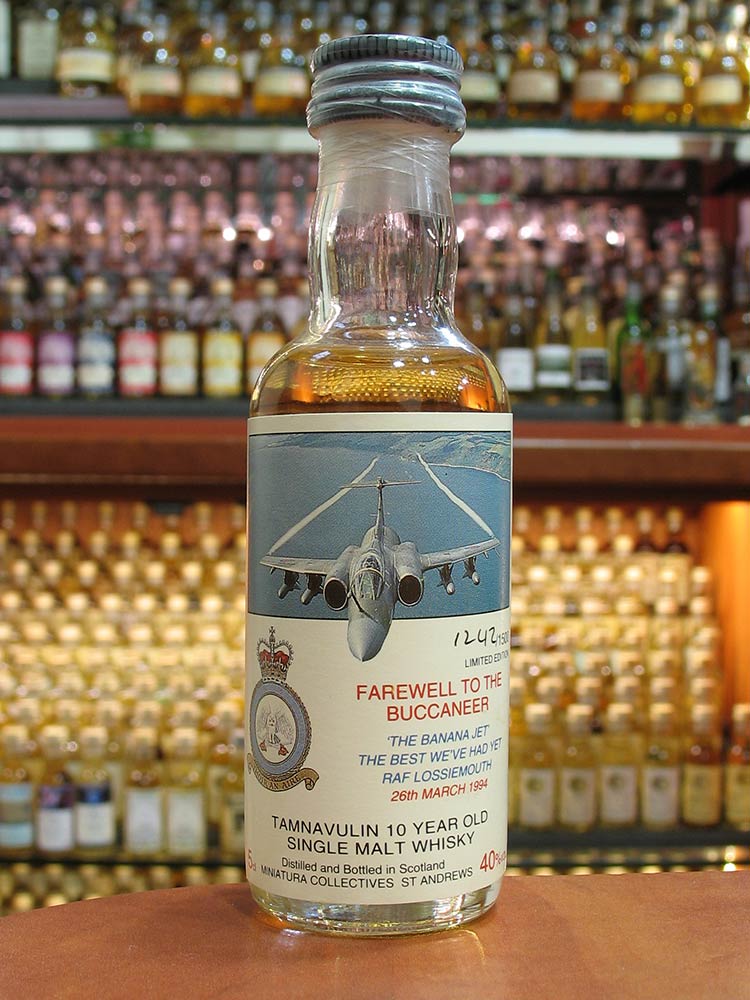 1242/1500
LIMITED EDITION
FAREWELL TO THE
BUCCANEER
'THE BANANA JET'
THE BEST WE'VE HAD YET
RAF LOSSIEMOUTH
26th MARCH 1994
TAMNAVULIN 10 YEAR OLD
SINGLE MALT WHISKY
Distilled and Bottled in Scotland
5cl 40%
MINIATURA COLLECTIVES ST ANDREWS